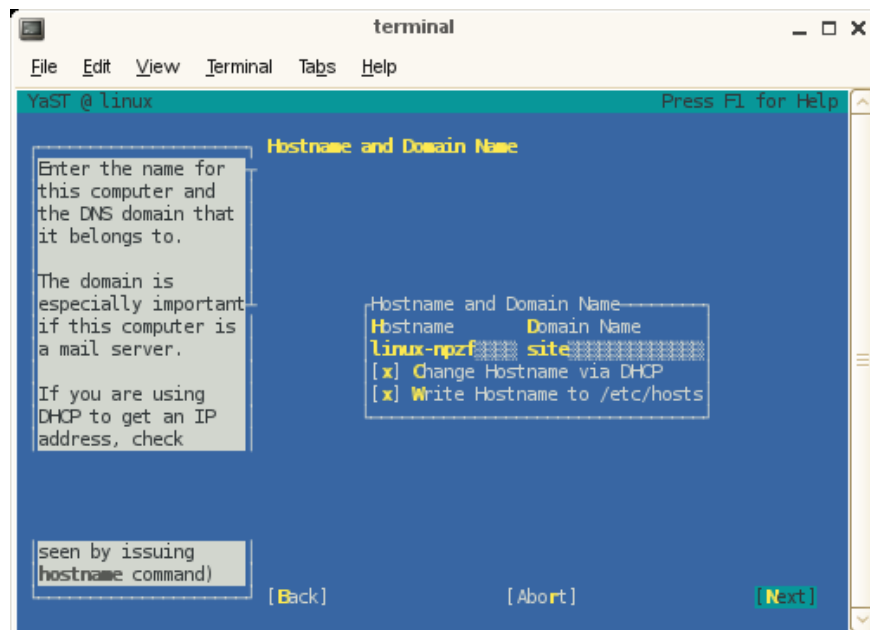 terminal
File Edit View Terminal Tabs Help
YaST @ linux Press F1 for Help
Hostname and Domain Name
Enter the name for
this computer and
the DNS domain that
it belongs to.
The domain is
especially important
if this computer is
a mail server.
If you are using
DHCP to get an IP
address, check
seen by issuing
hostname command)
Hostname and Domain Name
Hostname Domain Name
linux-npzf site
[x] Change Hostname via DHCP
[x] Write Hostname to /etc/hosts
[Back] [Abort] [Next]